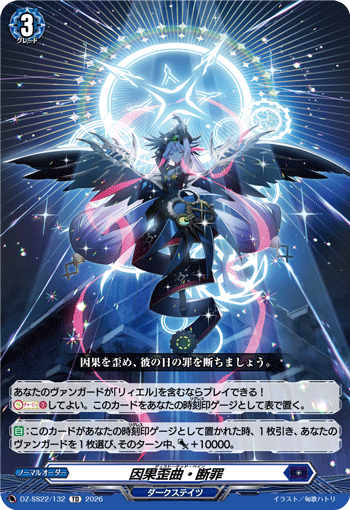 3
グレード
因果を歪め、彼の日の罪を断ちましょう。
あなたのヴァンガードが「リィエル」を含むならプレイできる！
してよい。このカードをあなたの時刻印ゲージとして表で置く。
：このカードがあなたの時刻印ゲージとして置かれた時、1枚引き、あなたのユニットを1枚選び、そのターン中、+10000。
ノーマルオーダー
因果歪曲・断罪
DZ-SS22/132 TD 2026
ダークステイツ
イラスト/匈歌ハトリ